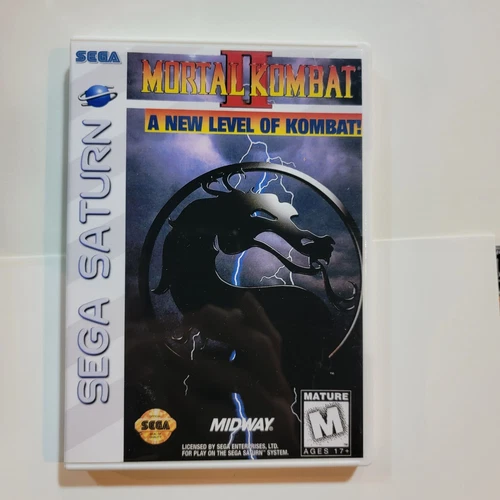 SEGA
SEGA SATURN
II
MORTAL KOMBAT
A NEW LEVEL OF KOMBAT!
SEGA
MIDWAY
LICENSED BY SEGA ENTERPRISES, LTD.
FOR PLAY ON THE SEGA SATURN™ SYSTEM.
MATURE
M
AGES 17+